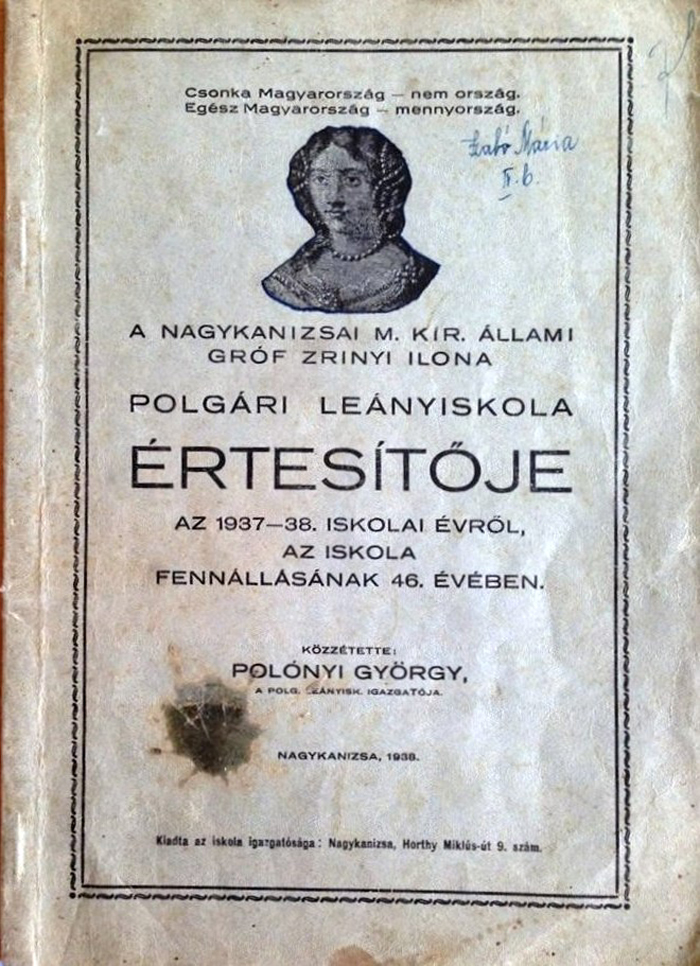 Csonka Magyarország — nem ország.
Egész Magyarország — mennyország.
Szabó Mária
II. b.
A NAGYKANIZSAI M. KIR. ÁLLAMI
GRÓF ZRINYI ILONA
POLGÁRI LEÁNYISKOLA
ÉRTESÍTŐJE
AZ 1937—38. ISKOLAI ÉVRŐL,
AZ ISKOLA
FENNÁLLÁSÁNAK 46. ÉVÉBEN.
KÖZZÉTETTE:
POLÓNYI GYÖRGY,
A POLG. LEÁNYISK. IGAZGATÓJA.
NAGYKANIZSA, 1938.
Kiadta az iskola igazgatósága: Nagykanizsa, Horthy Miklós-út 9. szám.